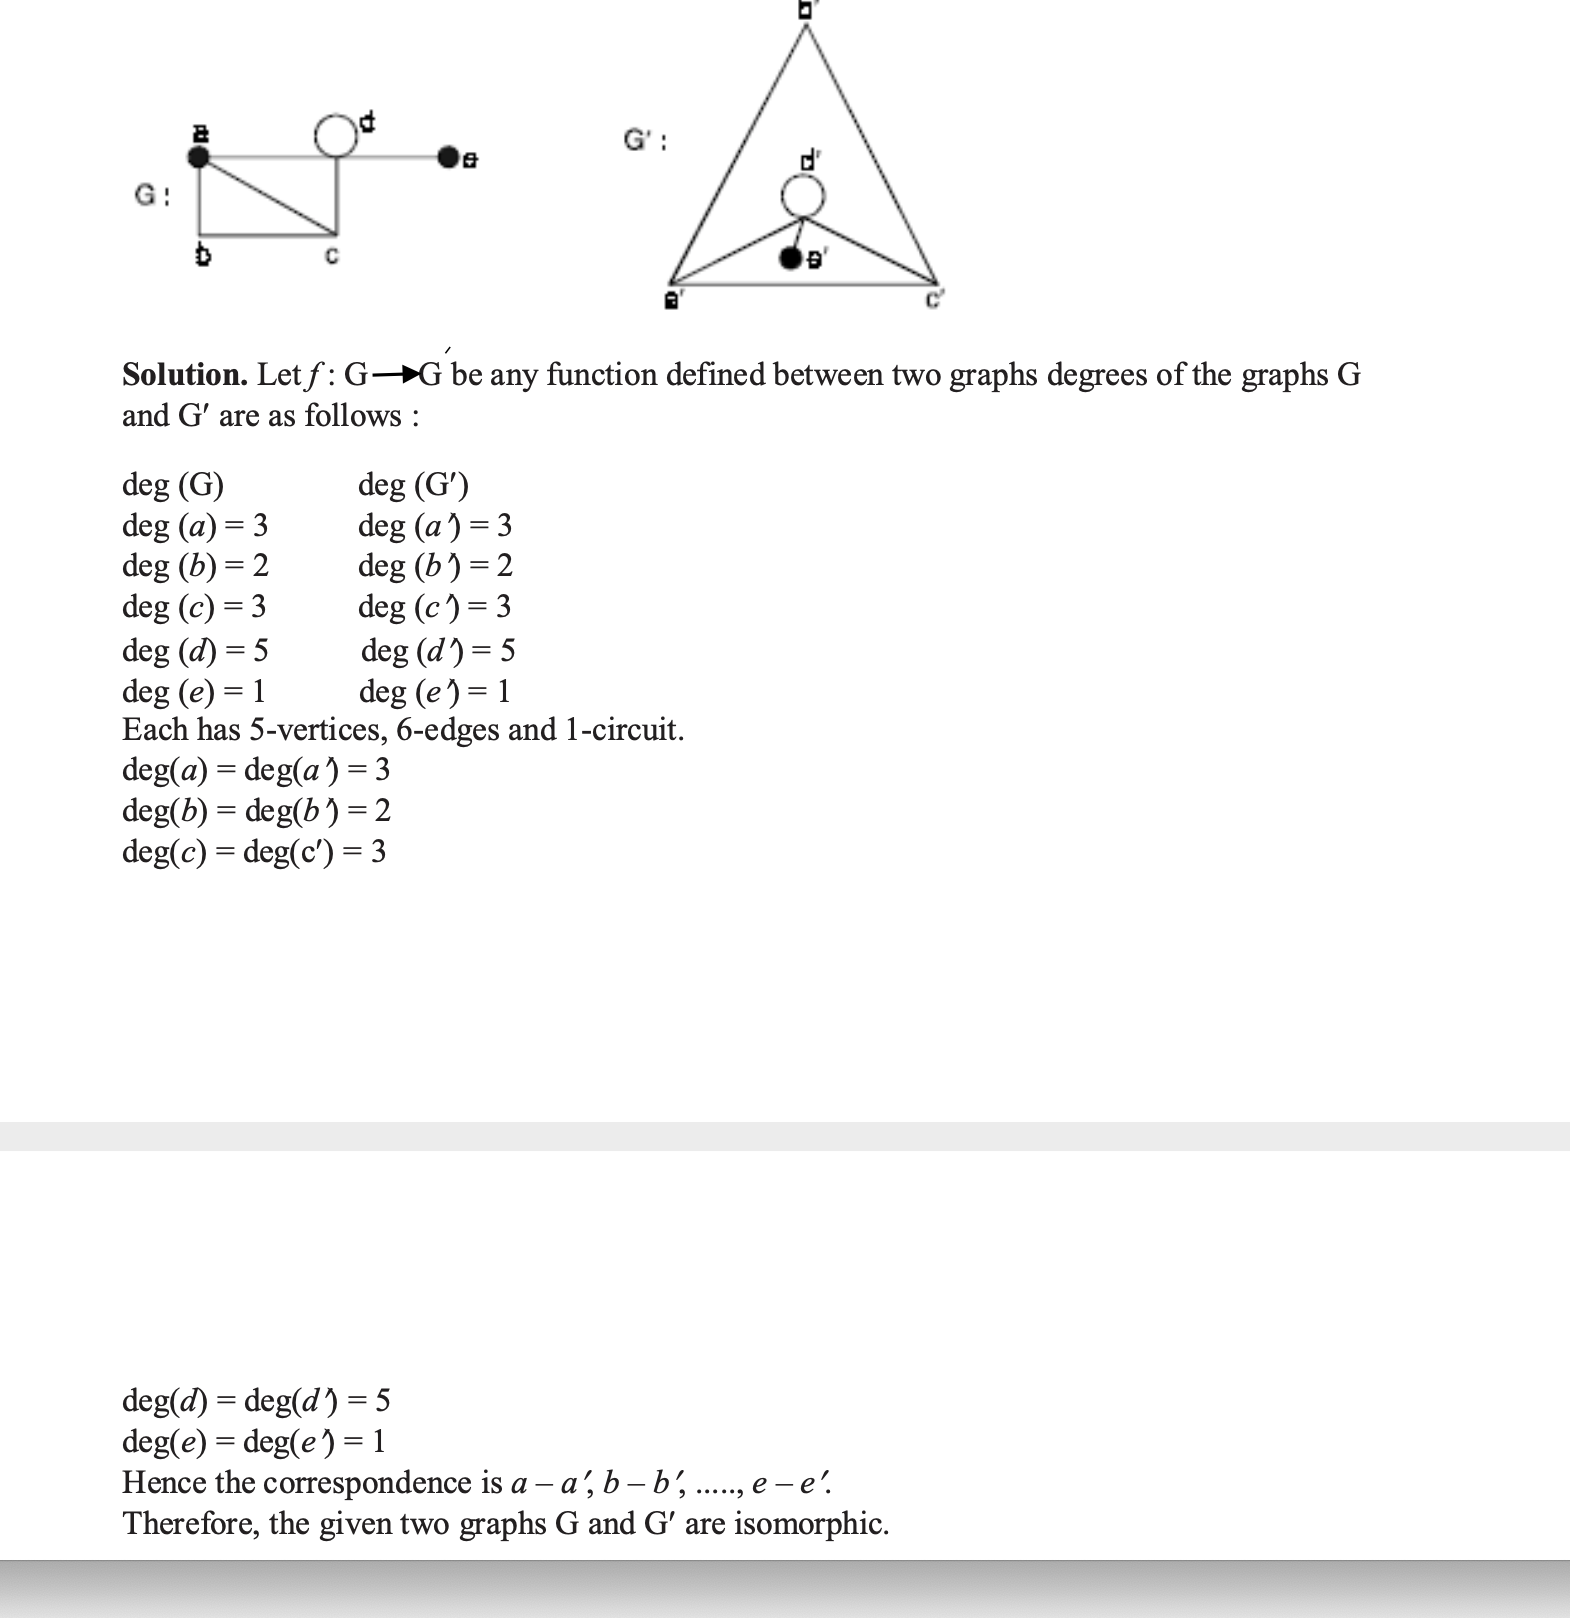 b'
a
d
e
G :
b
c
G' :
d'
e'
a'
c'
Solution. Let f : G→G′ be any function defined between two graphs degrees of the graphs G
and G′ are as follows :
deg (G) deg (G′)
deg (a) = 3 deg (a′) = 3
deg (b) = 2 deg (b′) = 2
deg (c) = 3 deg (c′) = 3
deg (d) = 5 deg (d′) = 5
deg (e) = 1 deg (e′) = 1
Each has 5-vertices, 6-edges and 1-circuit.
deg(a) = deg(a′) = 3
deg(b) = deg(b′) = 2
deg(c) = deg(c′) = 3
deg(d) = deg(d′) = 5
deg(e) = deg(e′) = 1
Hence the correspondence is a – a′, b – b′, ....., e – e′.
Therefore, the given two graphs G and G′ are isomorphic.